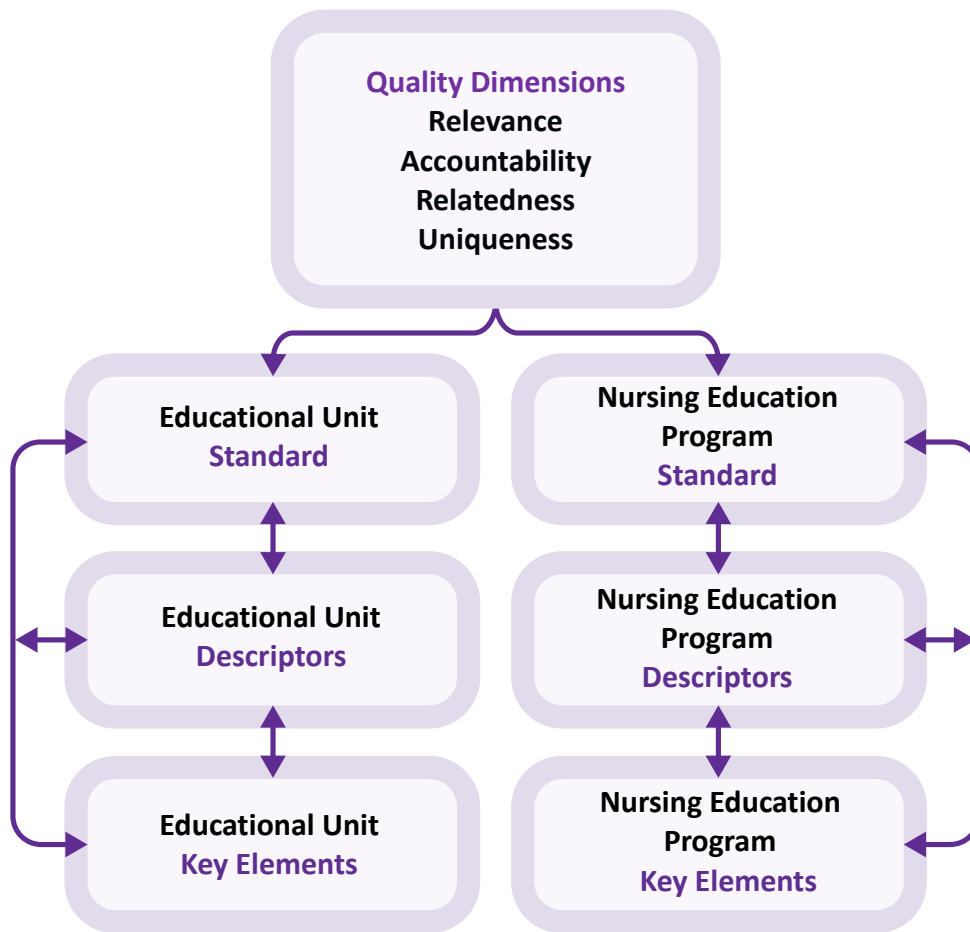 Quality Dimensions
Relevance
Accountability
Relatedness
Uniqueness
Educational Unit
Standard
Nursing Education
Program
Standard
Educational Unit
Descriptors
Nursing Education
Program
Descriptors
Educational Unit
Key Elements
Nursing Education
Program
Key Elements